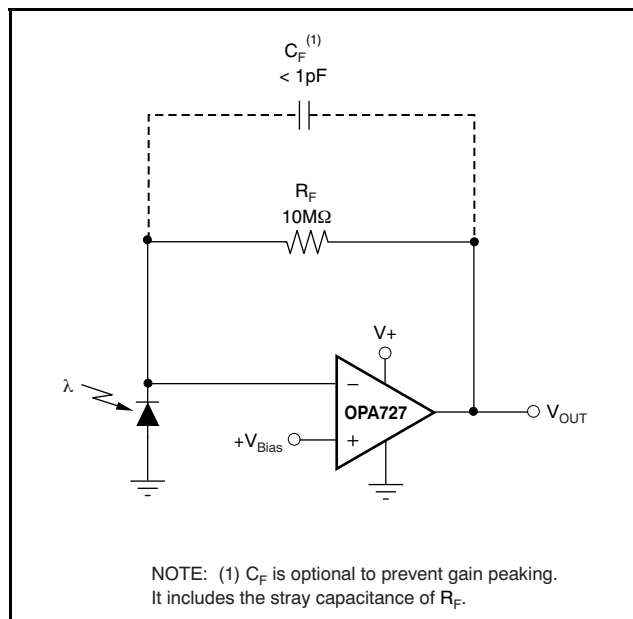 C_F^(1)
< 1pF
R_F
10MΩ
V+
λ
−
OPA727
+V_Bias
+
V_OUT
NOTE: (1) C_F is optional to prevent gain peaking.
It includes the stray capacitance of R_F.